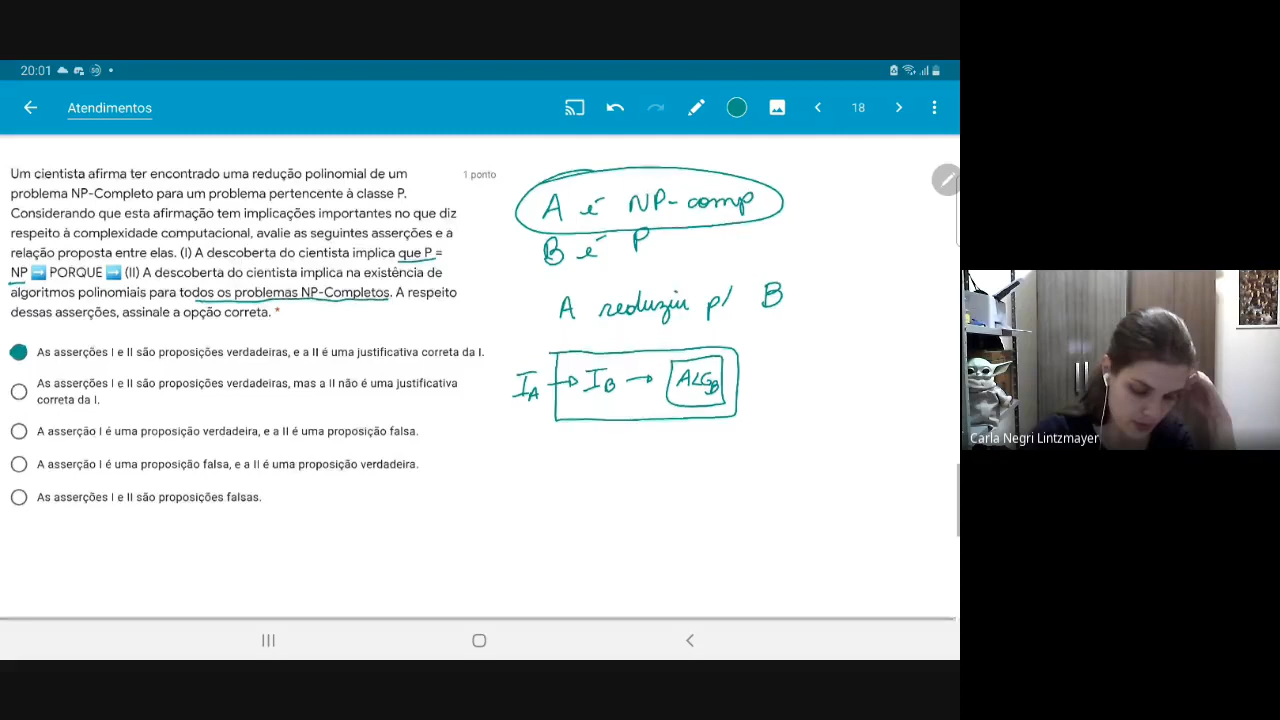 20:01
Atendimentos
18
Um cientista afirma ter encontrado uma redução polinomial de um
problema NP-Completo para um problema pertencente à classe P.
Considerando que esta afirmação tem implicações importantes no que diz
respeito à complexidade computacional, avalie as seguintes asserções e a
relação proposta entre elas. (I) A descoberta do cientista implica que P =
NP ➡ PORQUE ➡ (II) A descoberta do cientista implica na existência de
algoritmos polinomiais para todos os problemas NP-Completos. A respeito
dessas asserções, assinale a opção correta. *
1 ponto
As asserções I e II são proposições verdadeiras, e a II é uma justificativa correta da I.
As asserções I e II são proposições verdadeiras, mas a II não é uma justificativa
correta da I.
A asserção I é uma proposição verdadeira, e a II é uma proposição falsa.
A asserção I é uma proposição falsa, e a II é uma proposição verdadeira.
As asserções I e II são proposições falsas.
A é NP-comp
B é P
A reduziu p/ B
I_A → I_B → ALG_B
Carla Negri Lintzmayer